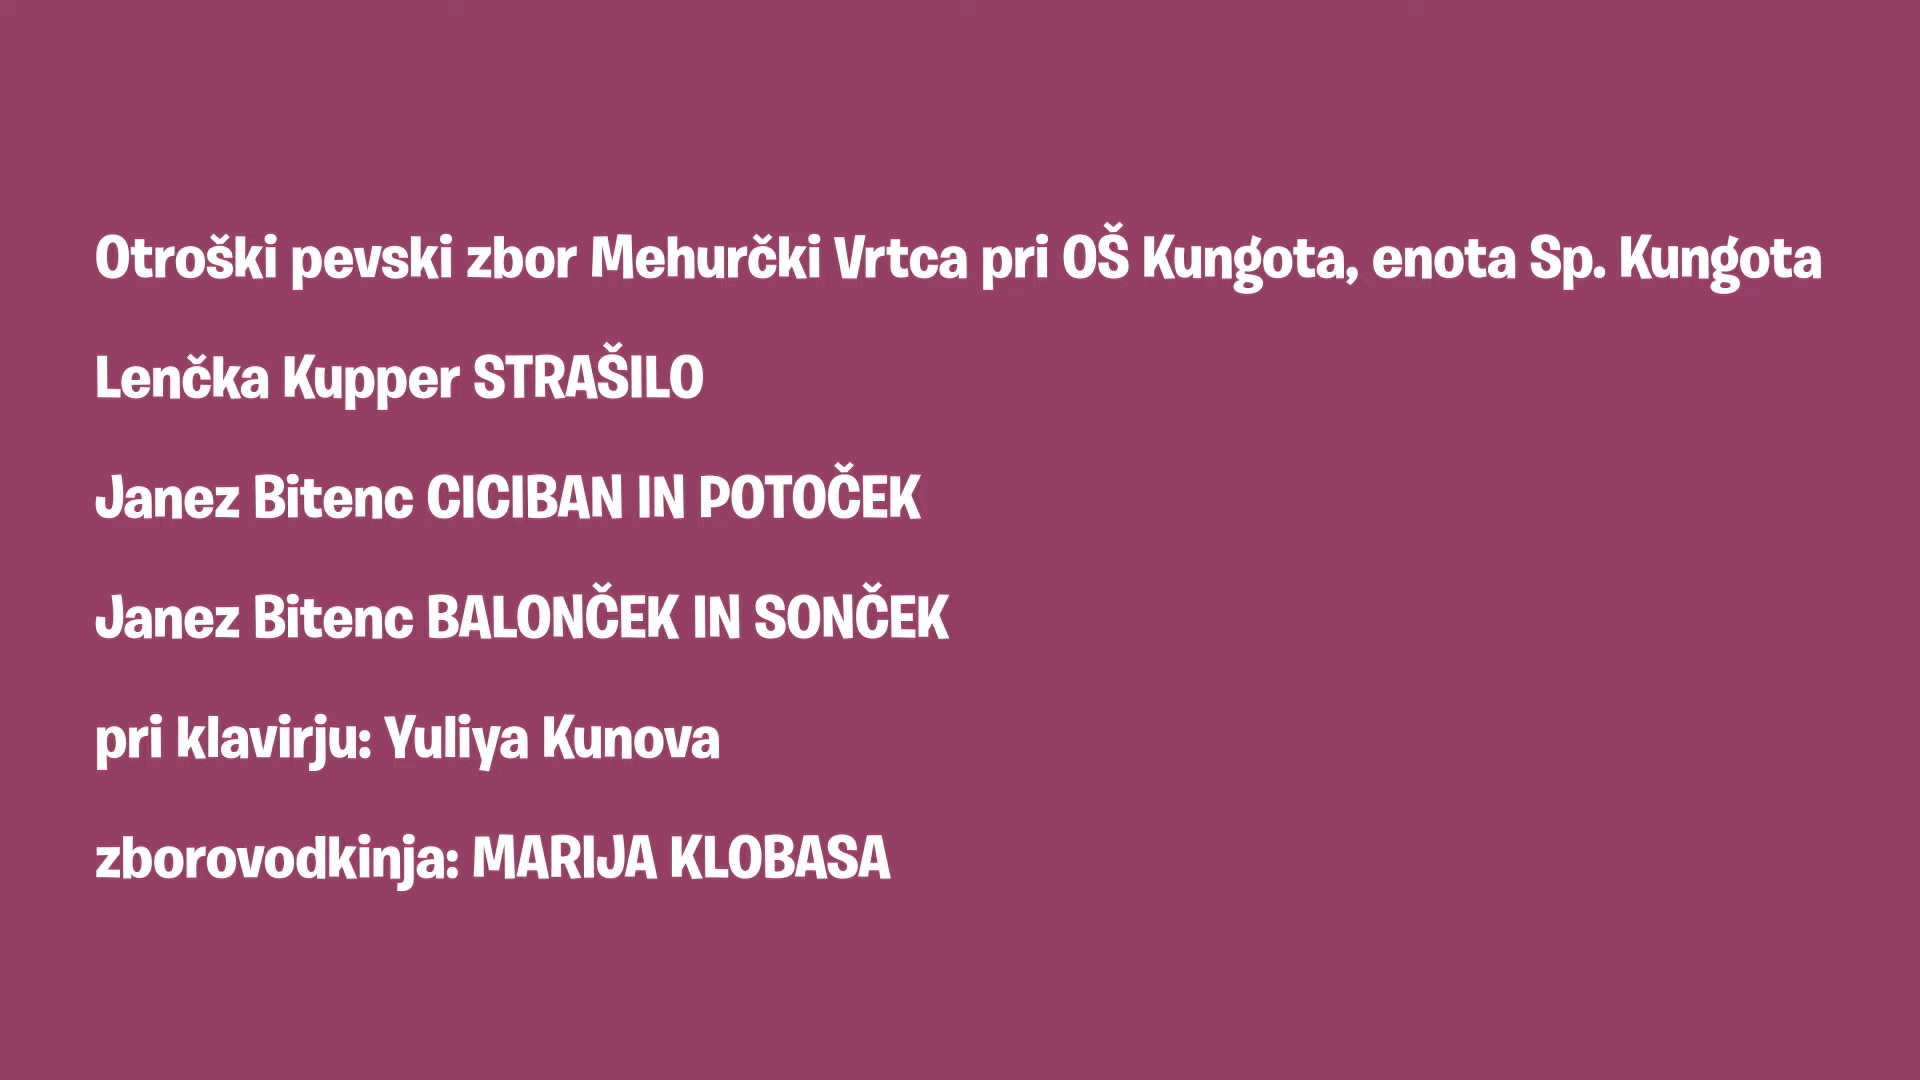 Otroški pevski zbor Mehurčki Vrtca pri OŠ Kungota, enota Sp. Kungota
Lenčka Kupper STRAŠILO
Janez Bitenc CICIBAN IN POTOČEK
Janez Bitenc BALONČEK IN SONČEK
pri klavirju: Yuliya Kunova
zborovodkinja: MARIJA KLOBASA